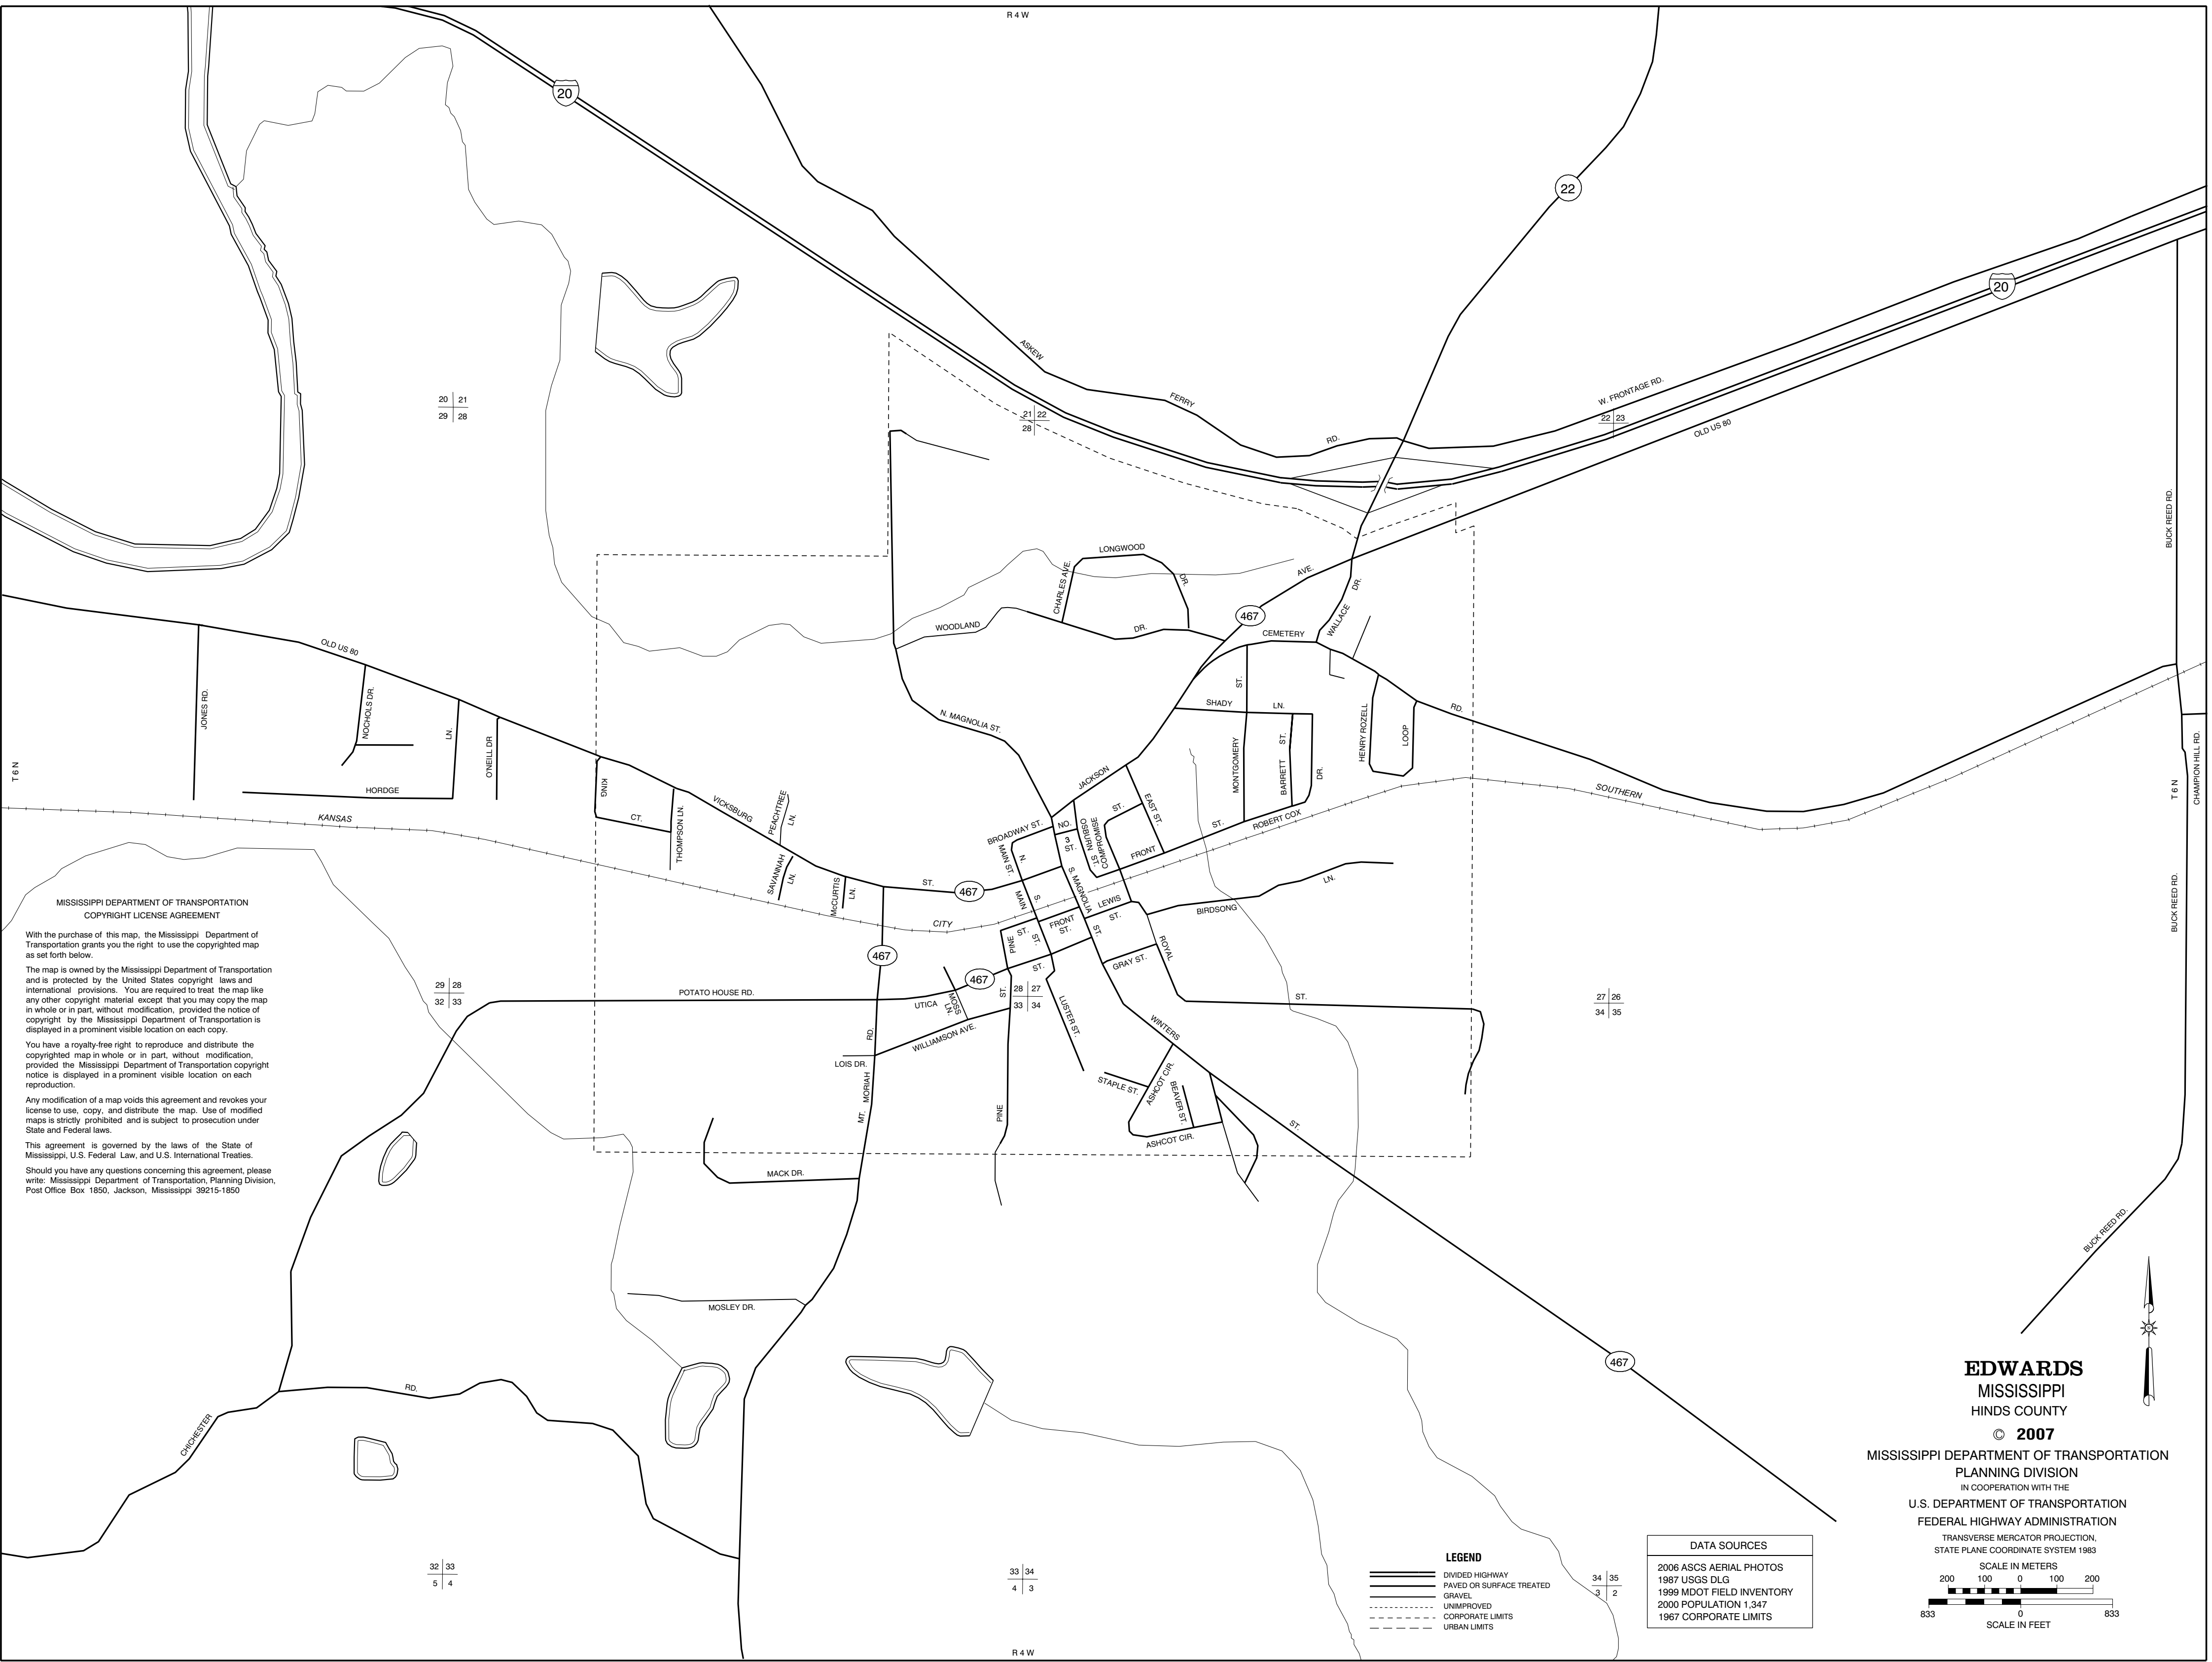 R 4 W
20
22
20
ASKEW
FERRY
RD.
W. FRONTAGE RD.
OLD US 80
BUCK REED RD.
20 21
29 28
21 22
28
22 23
LONGWOOD
DR.
CHARLES AVE.
WOODLAND
DR.
AVE.
467
CEMETERY
WALLACE
DR.
RD.
OLD US 80
JONES RD.
NOCHOLS DR.
LN.
O'NEILL DR
HORDGE
T 6 N
N. MAGNOLIA ST.
SHADY
LN.
ST.
MONTGOMERY
BARRETT
ST.
DR.
HENRY ROZELL
LOOP
KING
CT.
THOMPSON LN.
VICKSBURG
PEACHTREE
LN.
SAVANNAH
LN.
McCURTIS
LN.
ST.
467
KANSAS
CITY
SOUTHERN
JACKSON
EAST ST.
ST.
BROADWAY ST.
NO.
3
ST.
NURBSO
ST.
COMPROMISE
FRONT
ST.
ROBERT COX
MAIN ST.
N.
MAIN
S.
ST.
S. MAGNOLIA
ST.
LEWIS
ST.
FRONT
ST.
BIRDSONG
LN.
PINE
ST.
ST.
GRAY ST.
ROYAL
ST.
T 6 N
CHAMPION HILL RD.
BUCK REED RD.
467
467
POTATO HOUSE RD.
UTICA
MOSS
LN.
ST.
28 27
33 34
29 28
32 33
27 26
34 35
LUSTER ST.
WINTERS
ST.
WILLIAMSON AVE.
RD.
LOIS DR.
MT. MORIAH
PINE
STAPLE ST.
ASHCOT CIR.
BEAVER ST.
ASHCOT CIR.
MACK DR.
MOSLEY DR.
BUCK REED RD.
467
RD.
CHICHESTER
32 33
5 4
33 34
4 3
34 35
3 2
R 4 W
MISSISSIPPI DEPARTMENT OF TRANSPORTATION
COPYRIGHT LICENSE AGREEMENT
With the purchase of this map, the Mississippi Department of
Transportation grants you the right to use the copyrighted map
as set forth below.
The map is owned by the Mississippi Department of Transportation
and is protected by the United States copyright laws and
international provisions. You are required to treat the map like
any other copyright material except that you may copy the map
in whole or in part, without modification, provided the notice of
copyright by the Mississippi Department of Transportation is
displayed in a prominent visible location on each copy.
You have a royalty-free right to reproduce and distribute the
copyrighted map in whole or in part, without modification,
provided the Mississippi Department of Transportation copyright
notice is displayed in a prominent visible location on each
reproduction.
Any modification of a map voids this agreement and revokes your
license to use, copy, and distribute the map. Use of modified
maps is strictly prohibited and is subject to prosecution under
State and Federal laws.
This agreement is governed by the laws of the State of
Mississippi, U.S. Federal Law, and U.S. International Treaties.
Should you have any questions concerning this agreement, please
write: Mississippi Department of Transportation, Planning Division,
Post Office Box 1850, Jackson, Mississippi 39215-1850
LEGEND
DIVIDED HIGHWAY
PAVED OR SURFACE TREATED
GRAVEL
UNIMPROVED
CORPORATE LIMITS
URBAN LIMITS
DATA SOURCES
2006 ASCS AERIAL PHOTOS
1987 USGS DLG
1999 MDOT FIELD INVENTORY
2000 POPULATION 1,347
1967 CORPORATE LIMITS
EDWARDS
MISSISSIPPI
HINDS COUNTY
© 2007
MISSISSIPPI DEPARTMENT OF TRANSPORTATION
PLANNING DIVISION
IN COOPERATION WITH THE
U.S. DEPARTMENT OF TRANSPORTATION
FEDERAL HIGHWAY ADMINISTRATION
TRANSVERSE MERCATOR PROJECTION,
STATE PLANE COORDINATE SYSTEM 1983
SCALE IN METERS
200 100 0 100 200
833 0 833
SCALE IN FEET